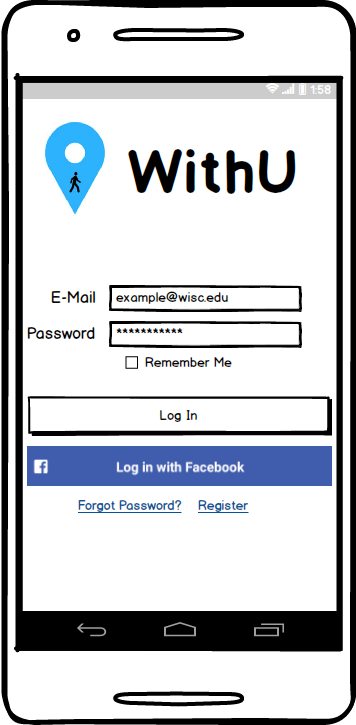 1:58
WithU
E-Mail
example@wisc.edu
Password
***********
Remember Me
Log In
Log in with Facebook
Forgot Password? Register